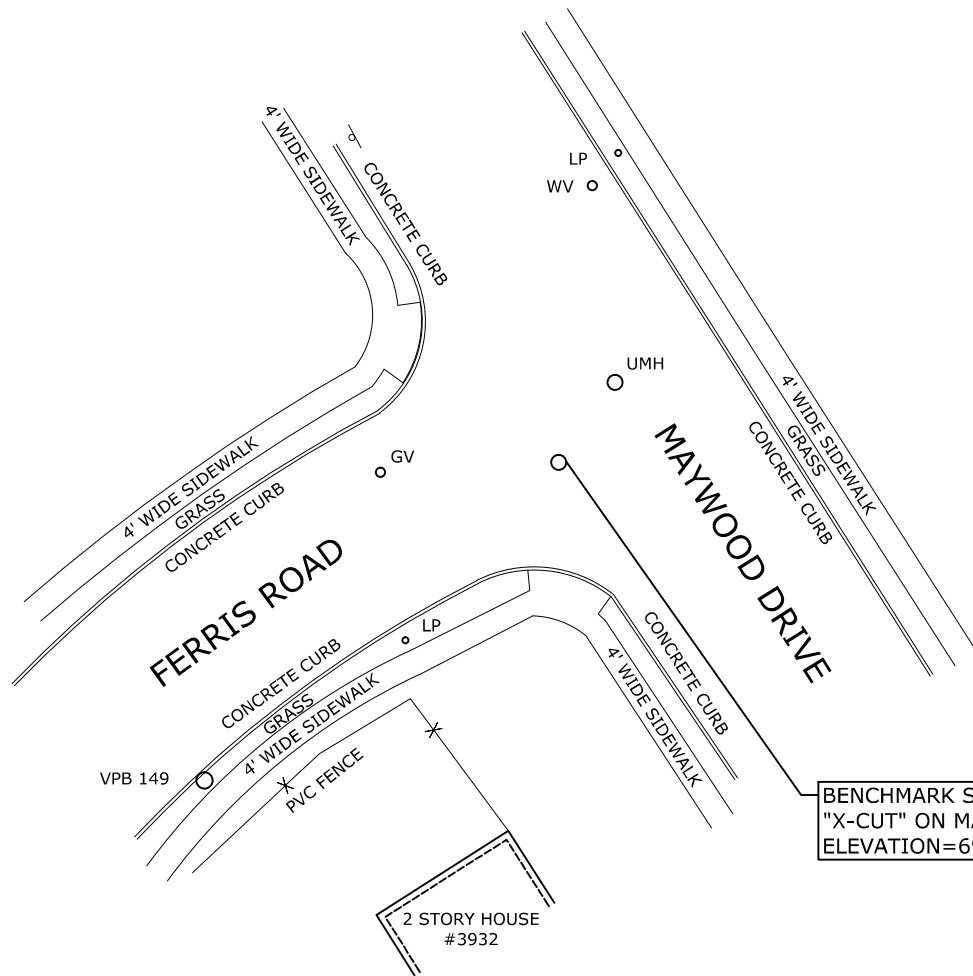 4' WIDE SIDEWALK
CONCRETE CURB
LP
WV
UMH
4' WIDE SIDEWALK
GRASS
CONCRETE CURB
4' WIDE SIDEWALK
GRASS
CONCRETE CURB
GV
MAYWOOD DRIVE
FERRIS ROAD
LP
CONCRETE CURB
GRASS
4' WIDE SIDEWALK
CONCRETE CURB
4' WIDE SIDEWALK
VPB 149
PVC FENCE
BENCHMARK
"X-CUT" ON
2 STORY HOUSE
#3932